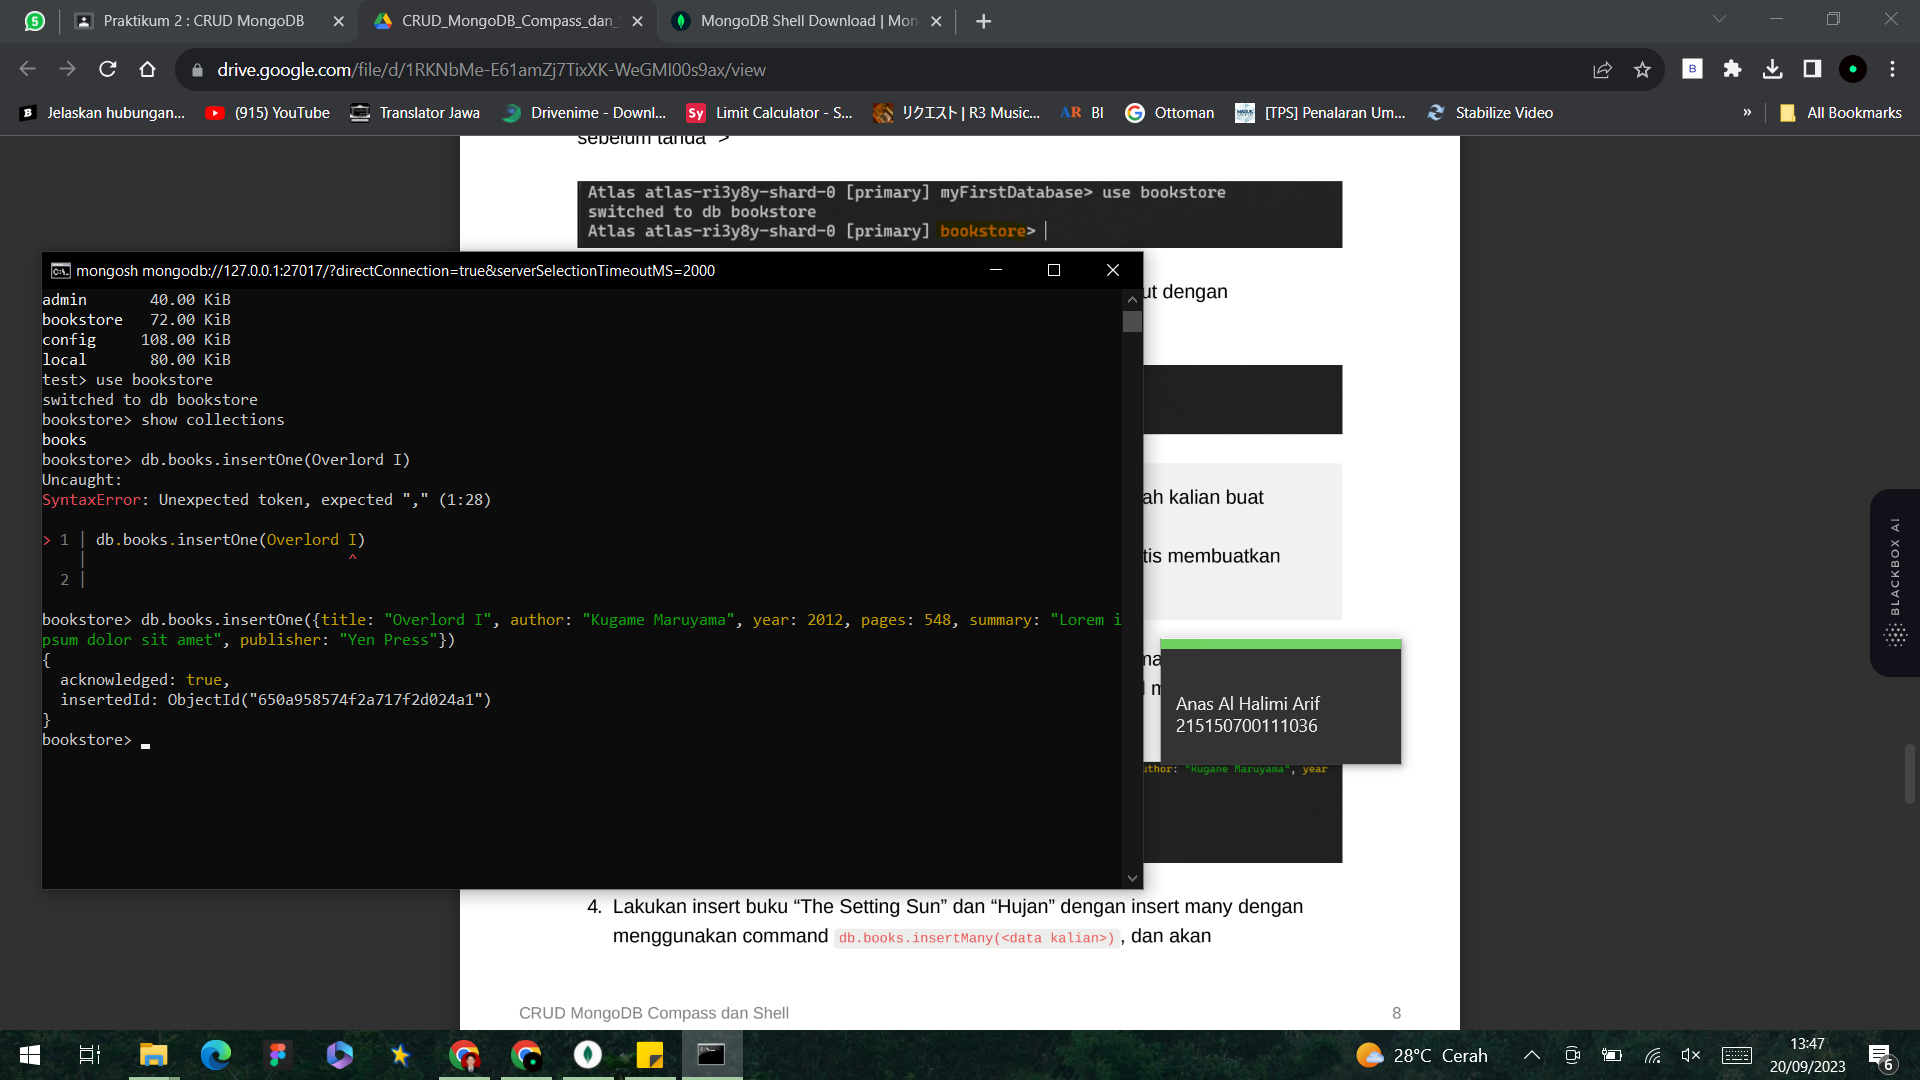 Praktikum 2 : CRUD MongoDB
CRUD_MongoDB_Compass_dan_
MongoDB Shell Download | Mon
drive.google.com/file/d/1RKNbMe-E61amZj7TixXK-WeGMl00s9ax/view
Jelaskan hubungan...
(915) YouTube
Translator Jawa
Drivenime - Downl...
Limit Calculator - S...
リクエスト | R3 Music...
BI
Ottoman
[TPS] Penalaran Um...
Stabilize Video
»
All Bookmarks
sebelum tanda >
Atlas atlas-ri3y8y-shard-0 [primary] myFirstDatabase> use bookstore
switched to db bookstore
Atlas atlas-ri3y8y-shard-0 [primary] bookstore>
mongosh mongodb://127.0.0.1:27017/?directConnection=true&serverSelectionTimeoutMS=2000
admin 40.00 KiB
bookstore 72.00 KiB
config 108.00 KiB
local 80.00 KiB
test> use bookstore
switched to db bookstore
bookstore> show collections
books
bookstore> db.books.insertOne(Overlord I)
Uncaught:
SyntaxError: Unexpected token, expected "," (1:28)
> 1 | db.books.insertOne(Overlord I)
| ^
2 |
bookstore> db.books.insertOne({title: "Overlord I", author: "Kugame Maruyama", year: 2012, pages: 548, summary: "Lorem i
psum dolor sit amet", publisher: "Yen Press"})
{
acknowledged: true,
insertedId: ObjectId("650a958574f2a717f2d024a1")
}
bookstore>
ut dengan
ah kalian buat
tis membuatkan
BLACKBOX AI
Anas Al Halimi Arif
215150700111036
thor: "Kugane Maruyama", year
4. Lakukan insert buku “The Setting Sun” dan “Hujan” dengan insert many dengan
menggunakan command db.books.insertMany(<data kalian>) , dan akan
CRUD MongoDB Compass dan Shell
8
28°C Cerah
13:47
20/09/2023
6